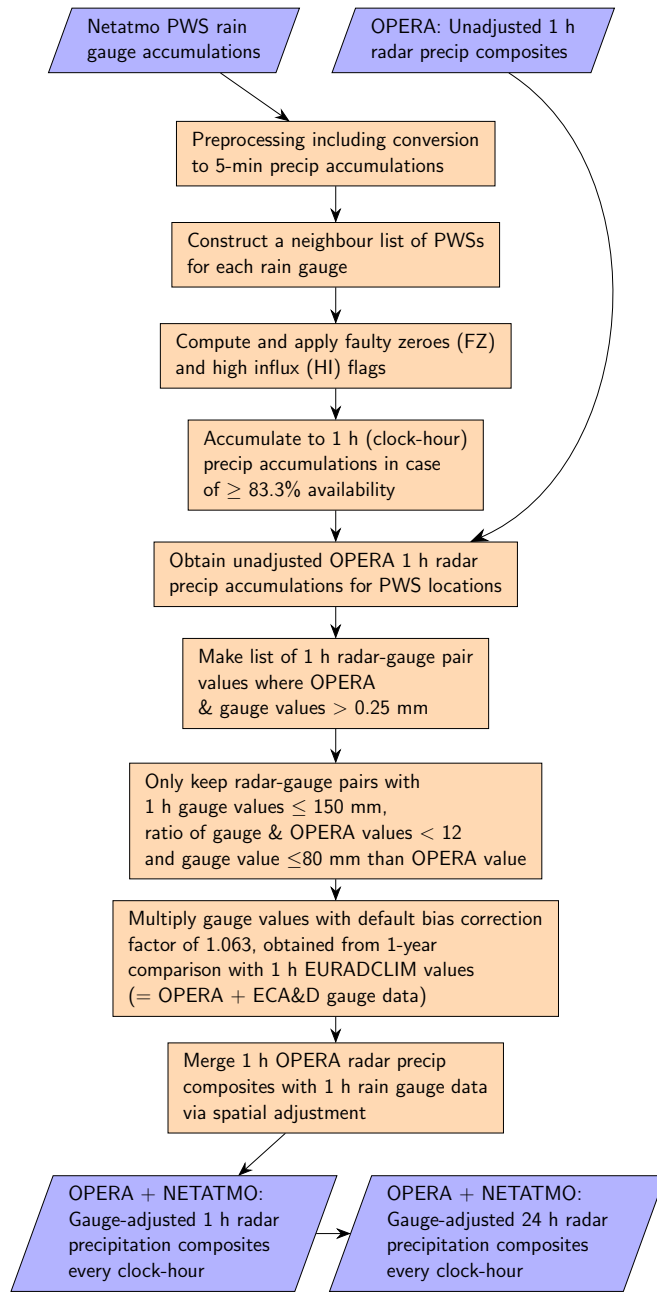 Netatmo PWS rain
gauge accumulations
OPERA: Unadjusted 1 h
radar precip composites
Preprocessing including conversion
to 5-min precip accumulations
Construct a neighbour list of PWSs
for each rain gauge
Compute and apply faulty zeroes (FZ)
and high influx (HI) flags
Accumulate to 1 h (clock-hour)
precip accumulations in case
of ≥ 83.3% availability
Obtain unadjusted OPERA 1 h radar
precip accumulations for PWS locations
Make list of 1 h radar-gauge pair
values where OPERA
& gauge values > 0.25 mm
Only keep radar-gauge pairs with
1 h gauge values ≤ 150 mm,
ratio of gauge & OPERA values < 12
and gauge value ≤80 mm than OPERA value
Multiply gauge values with default bias correction
factor of 1.063, obtained from 1-year
comparison with 1 h EURADCLIM values
(= OPERA + ECA&D gauge data)
Merge 1 h OPERA radar precip
composites with 1 h rain gauge data
via spatial adjustment
OPERA + NETATMO:
Gauge-adjusted 1 h radar
precipitation composites
every clock-hour
OPERA + NETATMO:
Gauge-adjusted 24 h radar
precipitation composites
every clock-hour